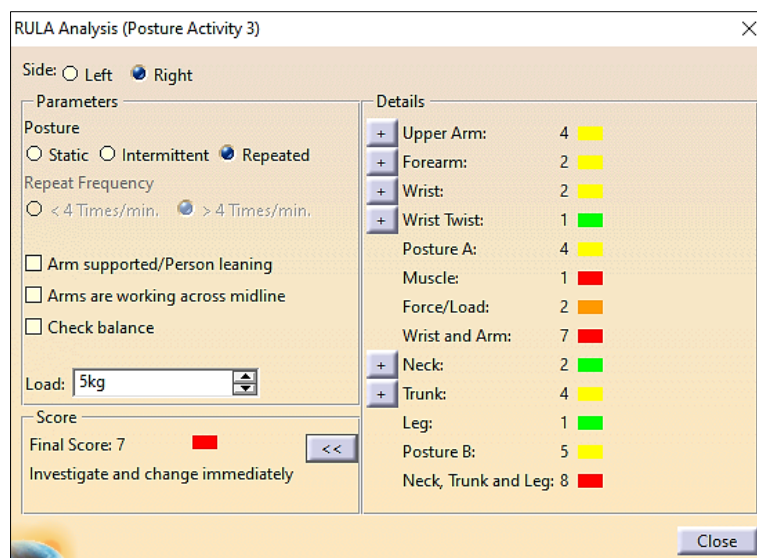 RULA Analysis (Posture Activity 3)
Side: Left Right
Parameters
Posture
Static Intermittent Repeated
Repeat Frequency
< 4 Times/min. > 4 Times/min.
Arm supported/Person leaning
Arms are working across midline
Check balance
Load: 5kg
Score
Final Score: 7
<<
Investigate and change immediately
Details
+ Upper Arm: 4
+ Forearm: 2
+ Wrist: 2
+ Wrist Twist: 1
Posture A: 4
Muscle: 1
Force/Load: 2
Wrist and Arm: 7
+ Neck: 2
+ Trunk: 4
Leg: 1
Posture B: 5
Neck, Trunk and Leg: 8
Close